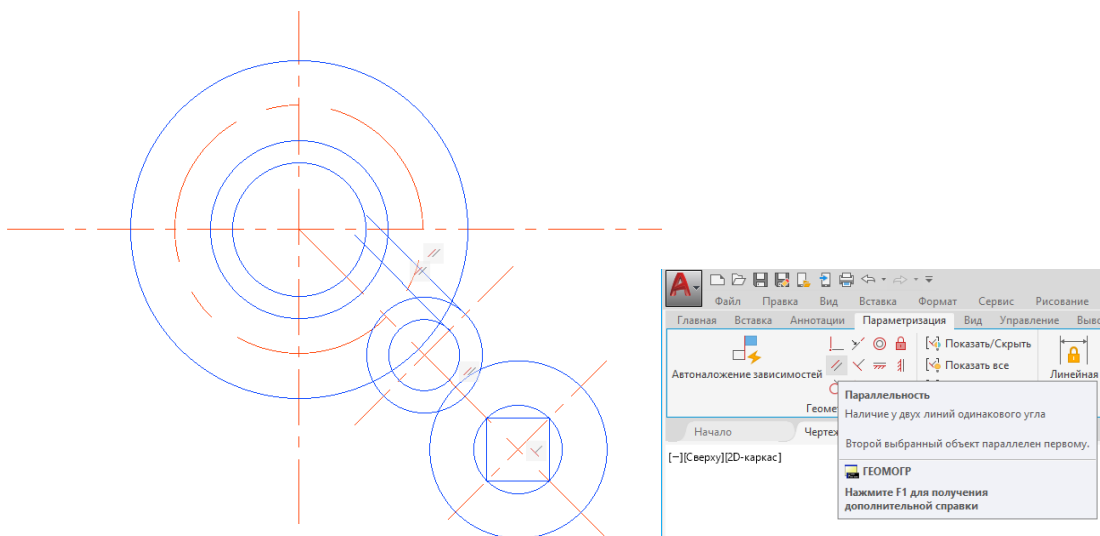 Файл Правка Вид Вставка Формат Сервис Рисование
Главная Вставка Аннотации Параметризация Вид Управление
Показать/Скрыть
Автоналожение зависимостей
Показать все
Линейная
Параллельность
Наличие у двух линий одинакового угла
Второй выбранный объект параллелен первому.
ГЕОМОГР
Нажмите F1 для получения
дополнительной справки
Начало
[−][Сверху][2D-каркас]